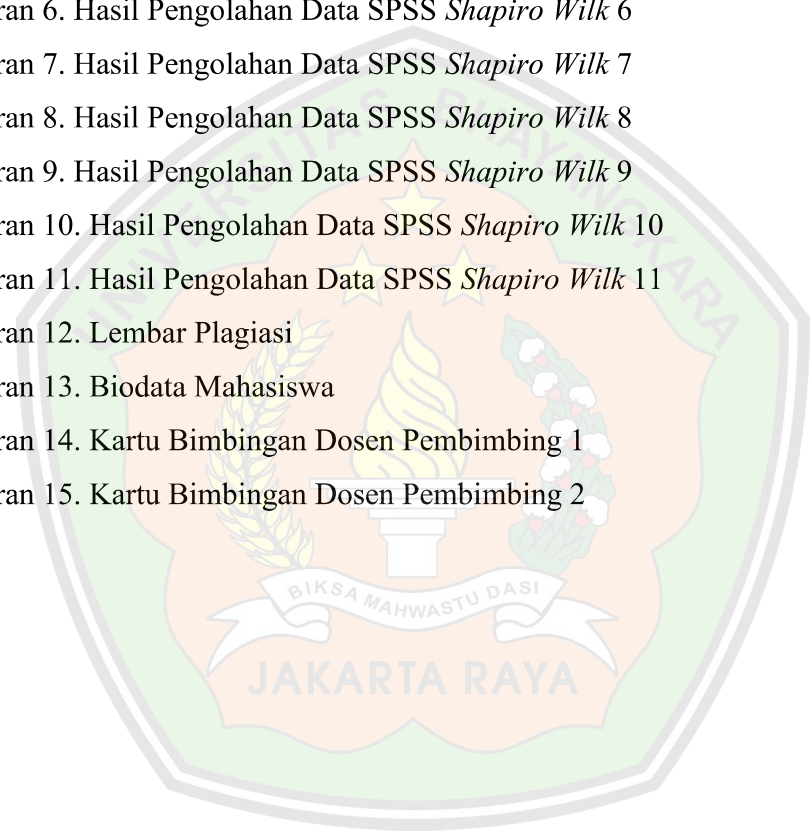 ran 6. Hasil Pengolahan Data SPSS Shapiro Wilk 6
ran 7. Hasil Pengolahan Data SPSS Shapiro Wilk 7
ran 8. Hasil Pengolahan Data SPSS Shapiro Wilk 8
ran 9. Hasil Pengolahan Data SPSS Shapiro Wilk 9
ran 10. Hasil Pengolahan Data SPSS Shapiro Wilk 10
ran 11. Hasil Pengolahan Data SPSS Shapiro Wilk 11
ran 12. Lembar Plagiasi
ran 13. Biodata Mahasiswa
ran 14. Kartu Bimbingan Dosen Pembimbing 1
ran 15. Kartu Bimbingan Dosen Pembimbing 2
UNIVERSITAS BHAYANGKARA
BIKSA MAHWASTU DASI
JAKARTA RAYA